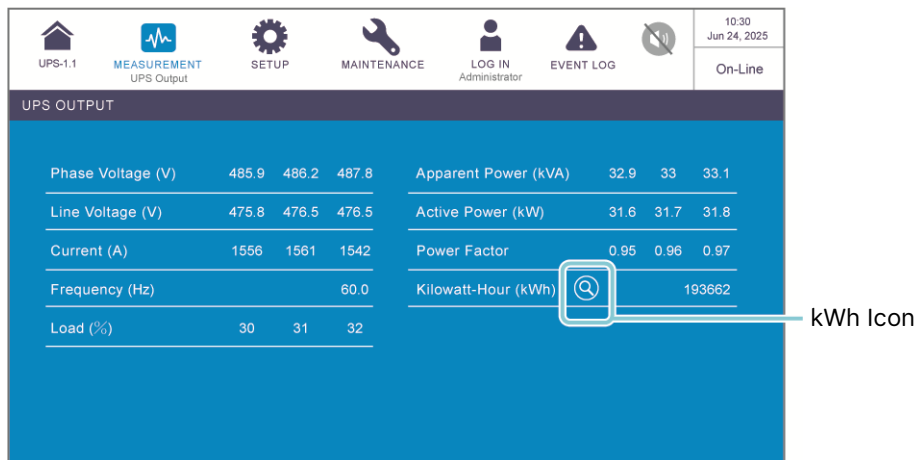 10:30
Jun 24, 2025
UPS-1.1
MEASUREMENT
UPS Output
SETUP
MAINTENANCE
LOG IN
Administrator
EVENT LOG
On-Line
UPS OUTPUT
Phase Voltage (V) 485.9 486.2 487.8
Apparent Power (kVA) 32.9 33 33.1
Line Voltage (V) 475.8 476.5 476.5
Active Power (kW) 31.6 31.7 31.8
Current (A) 1556 1561 1542
Power Factor 0.95 0.96 0.97
Frequency (Hz) 60.0
Kilowatt-Hour (kWh) 193662
Load (%) 30 31 32
kWh Icon